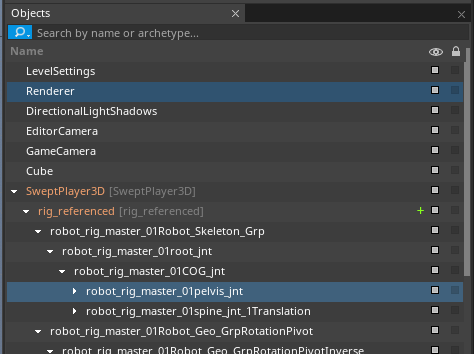 Objects
Search by name or archetype...
Name
LevelSettings
Renderer
DirectionalLightShadows
EditorCamera
GameCamera
Cube
SweptPlayer3D [SweptPlayer3D]
rig_referenced [rig_referenced]
robot_rig_master_01Robot_Skeleton_Grp
robot_rig_master_01root_jnt
robot_rig_master_01COG_jnt
robot_rig_master_01pelvis_jnt
robot_rig_master_01spine_jnt_1Translation
robot_rig_master_01Robot_Geo_GrpRotationPivot
robot_rig_master_01Robot_Geo_GrpRotationPivotInverse